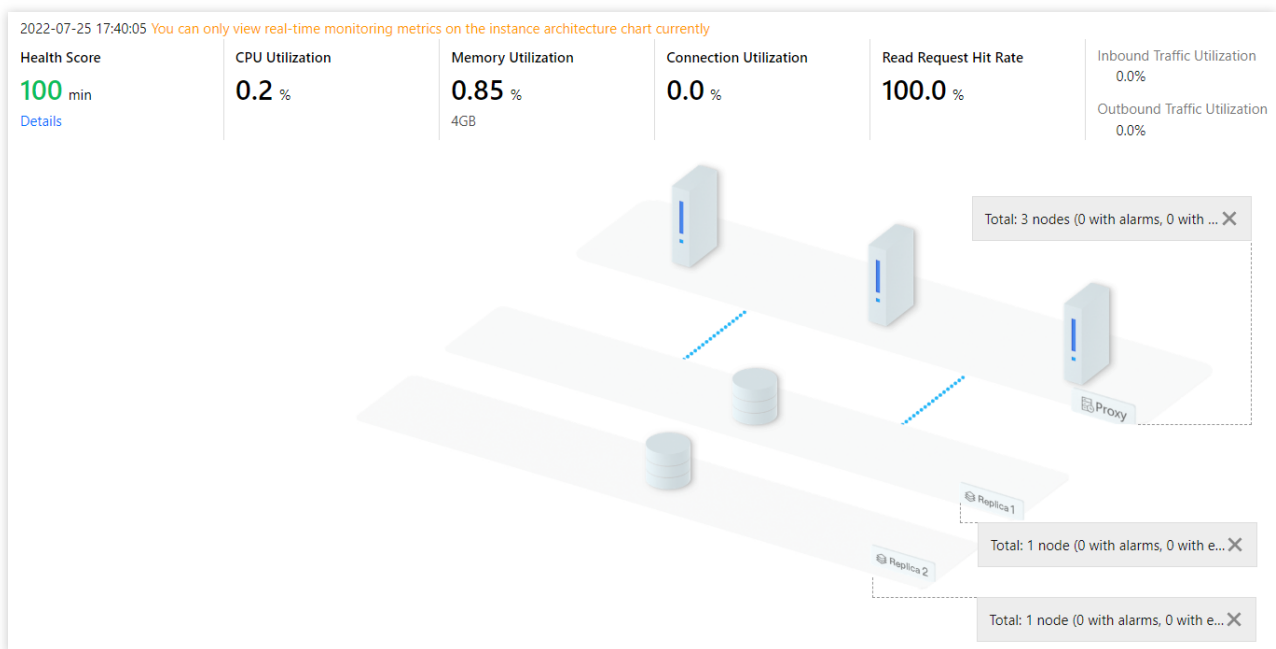 2022-07-25 17:40:05 You can only view real-time monitoring metrics on the instance architecture chart currently
Health Score
100 min
Details
CPU Utilization
0.2 %
Memory Utilization
0.85 %
4GB
Connection Utilization
0.0 %
Read Request Hit Rate
100.0 %
Inbound Traffic Utilization
0.0%
Outbound Traffic Utilization
0.0%
Total: 3 nodes (0 with alarms, 0 with ...
Proxy
Replica 1
Total: 1 node (0 with alarms, 0 with e...
Replica 2
Total: 1 node (0 with alarms, 0 with e...